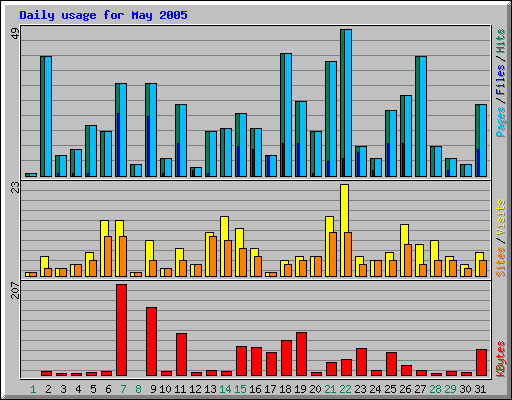 Daily usage for May 2005
49
Pages / Files / Hits
23
Sites / Visits
207
KBytes
1 2 3 4 5 6 7 8 9 10 11 12 13 14 15 16 17 18 19 20 21 22 23 24 25 26 27 28 29 30 31